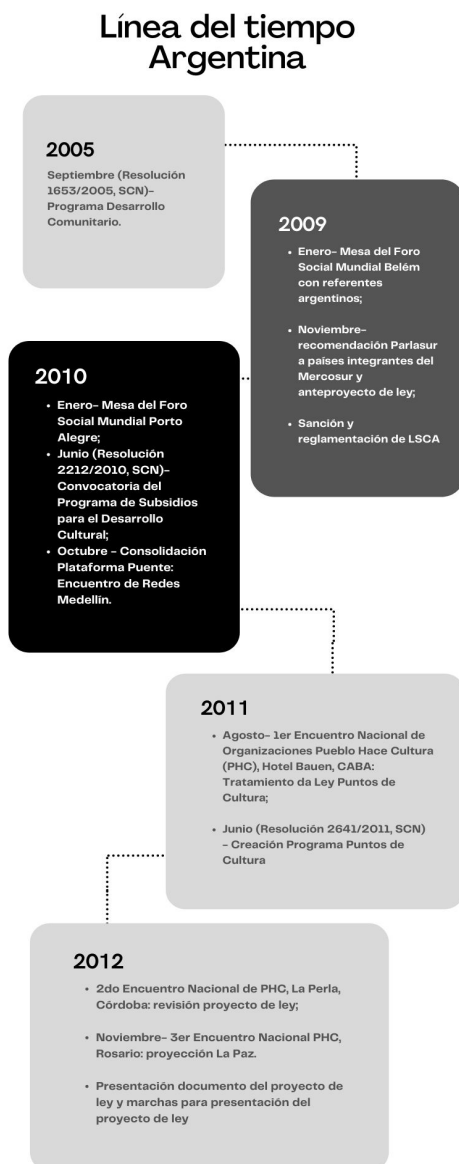 Línea del tiempo
Argentina
2005
Septiembre (Resolución
1653/2005, SCN)–
Programa Desarrollo
Comunitario.
2009
• Enero– Mesa del Foro
Social Mundial Belém
con referentes
argentinos;
• Noviembre–
recomendación Parlasur
a países integrantes del
Mercosur y
anteproyecto de ley;
• Sanción y
reglamentación de LSCA
2010
• Enero– Mesa del Foro
Social Mundial Porto
Alegre;
• Junio (Resolución
2212/2010, SCN)–
Convocatoria del
Programa de Subsidios
para el Desarrollo
Cultural;
• Octubre – Consolidación
Plataforma Puente:
Encuentro de Redes
Medellín.
2011
• Agosto– 1er Encuentro Nacional de
Organizaciones Pueblo Hace Cultura
(PHC), Hotel Bauen, CABA:
Tratamiento da Ley Puntos de
Cultura;
• Junio (Resolución 2641/2011, SCN)
– Creación Programa Puntos de
Cultura
2012
• 2do Encuentro Nacional de PHC, La Perla,
Córdoba: revisión proyecto de ley;
• Noviembre– 3er Encuentro Nacional PHC,
Rosario: proyección La Paz.
• Presentación documento del proyecto de
ley y marchas para presentación del
proyecto de ley